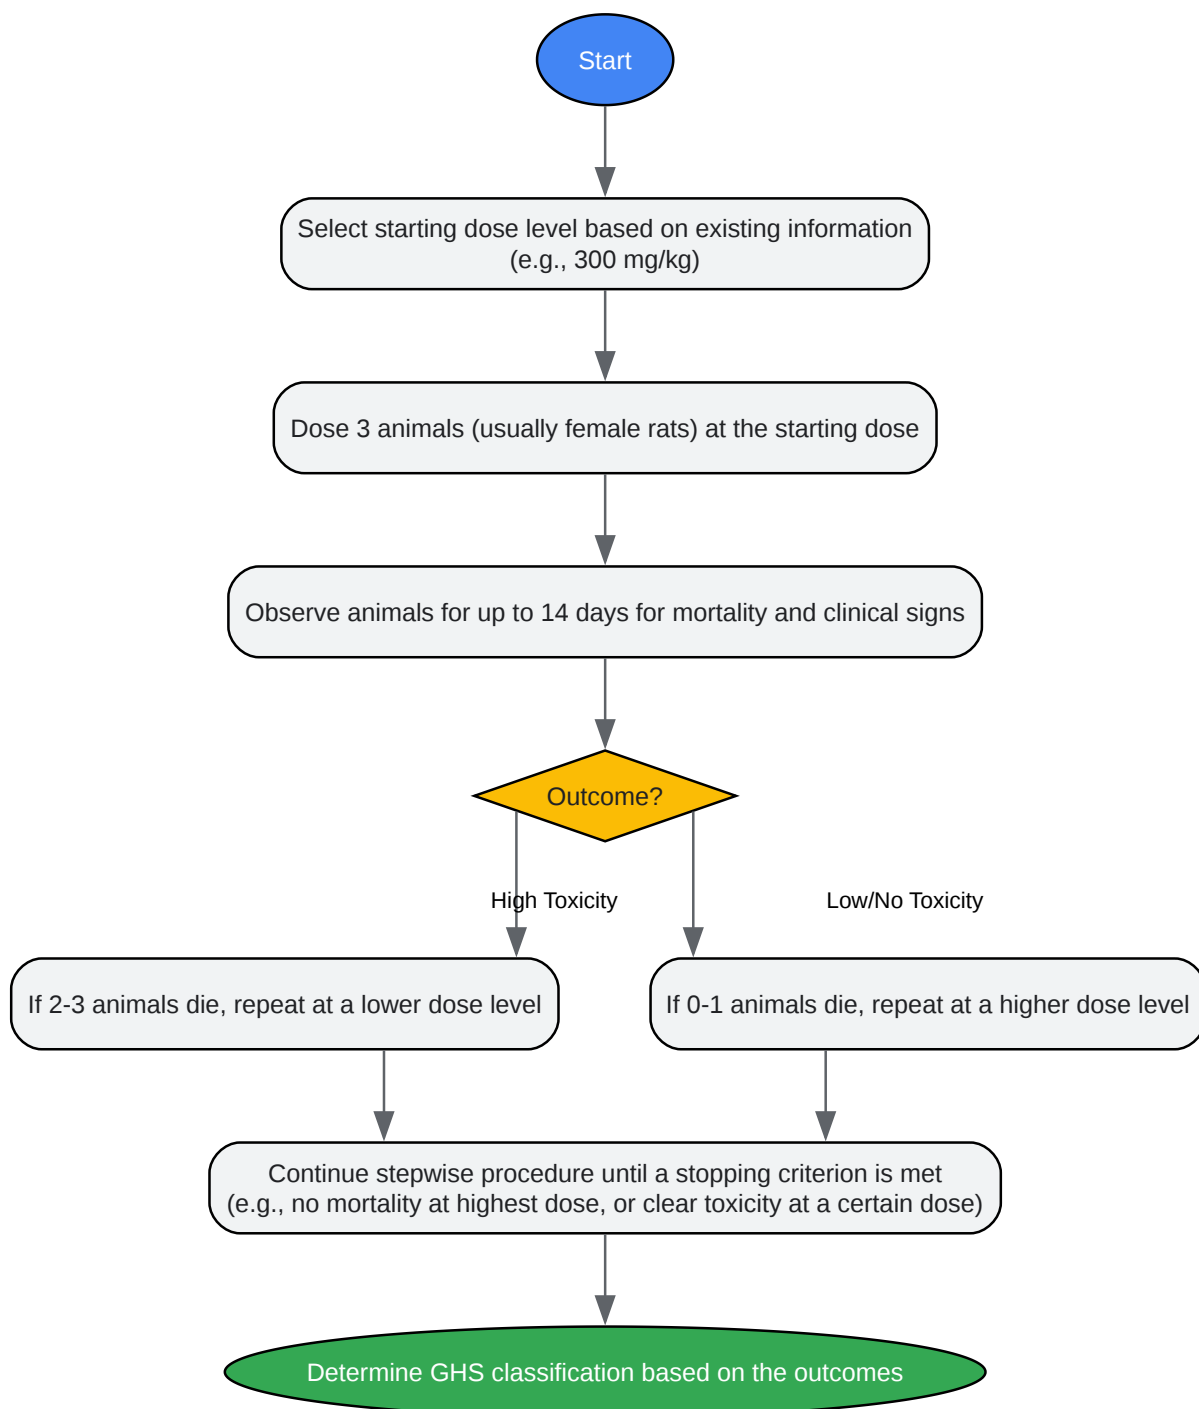 Start
Select starting dose level based on existing information
(e.g., 300 mg/kg)
Dose 3 animals (usually female rats) at the starting dose
Observe animals for up to 14 days for mortality and clinical signs
Outcome?
High Toxicity
Low/No Toxicity
If 2-3 animals die, repeat at a lower dose level
If 0-1 animals die, repeat at a higher dose level
Continue stepwise procedure until a stopping criterion is met
(e.g., no mortality at highest dose, or clear toxicity at a certain dose)
Determine GHS classification based on the outcomes